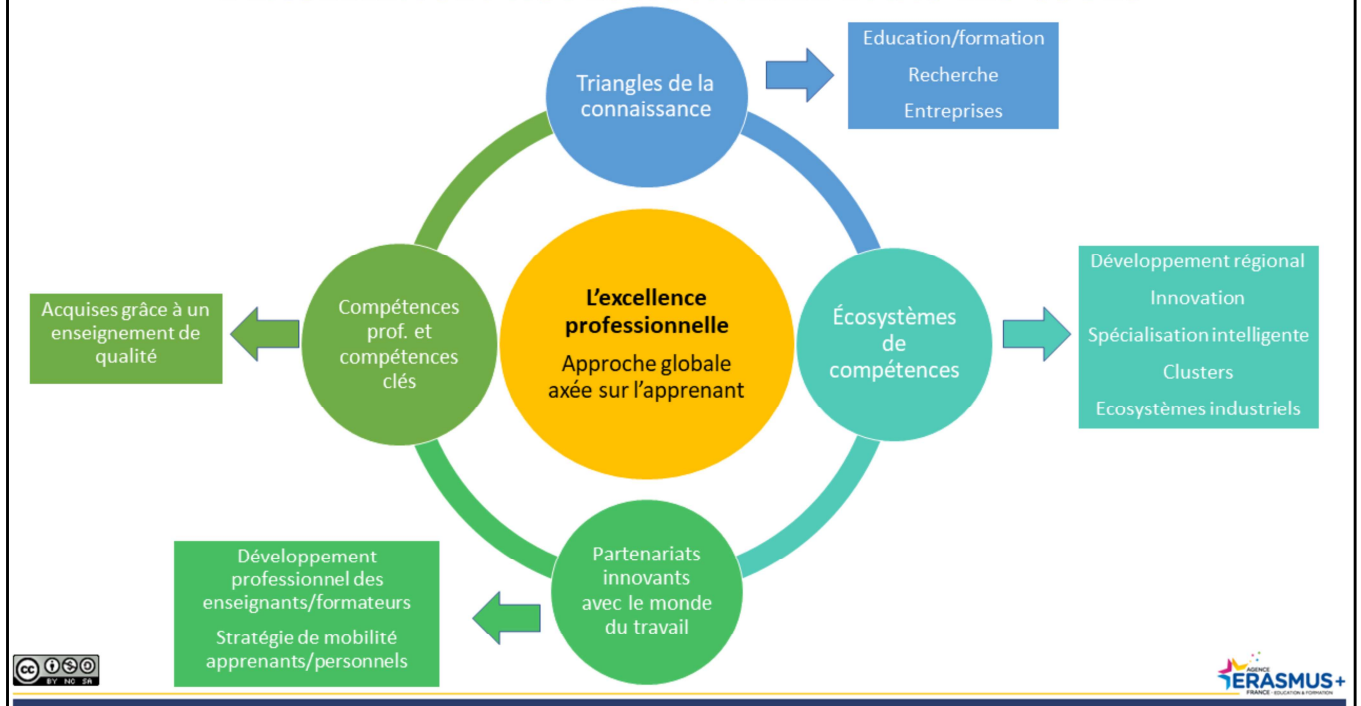 Triangles de la
connaissance
Education/formation
Recherche
Entreprises
Compétences
prof. et
compétences
clés
Acquises grâce à un
enseignement de
qualité
L'excellence
professionnelle
Approche globale
axée sur l'apprenant
Écosystèmes
de
compétences
Développement régional
Innovation
Spécialisation intelligente
Clusters
Ecosystèmes industriels
Partenariats
innovants
avec le monde
du travail
Développement
professionnel des
enseignants/formateurs
Stratégie de mobilité
apprenants/personnels
cc
BY NC SA
AGENCE
ERASMUS+
FRANCE - EDUCATION & FORMATION